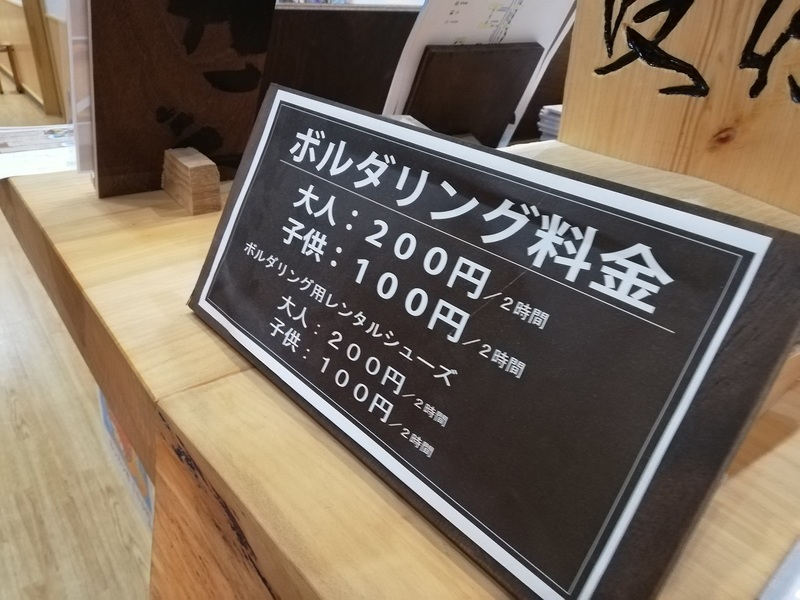 ボルダリング料金
大人：２００円／2時間
子供：１００円／2時間
ボルダリング用レンタルシューズ
大人：２００円／2時間
子供：１００円／2時間